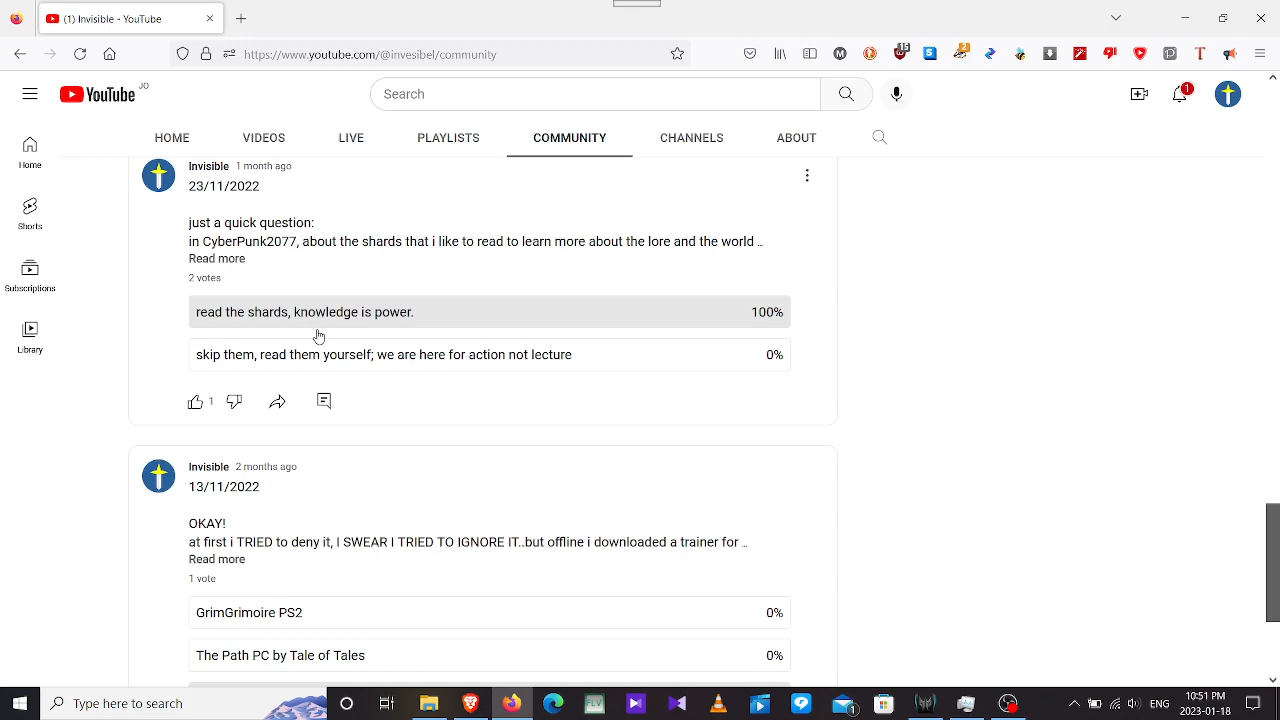 (1) Invisible - YouTube
https://www.youtube.com/@invesibel/community
15
2
YouTube JO
Search
1
HOME VIDEOS LIVE PLAYLISTS COMMUNITY CHANNELS ABOUT
Home
Shorts
Subscriptions
Library
Invisible 1 month ago
23/11/2022
just a quick question:
in CyberPunk2077, about the shards that i like to read to learn more about the lore and the world ...
Read more
2 votes
read the shards, knowledge is power. 100%
skip them, read them yourself; we are here for action not lecture 0%
1
Invisible 2 months ago
13/11/2022
OKAY!
at first i TRIED to deny it, I SWEAR I TRIED TO IGNORE IT..but offline i downloaded a trainer for ...
Read more
1 vote
GrimGrimoire PS2 0%
The Path PC by Tale of Tales 0%
Type here to search
FLV
1
ENG
10:51 PM
2023-01-18